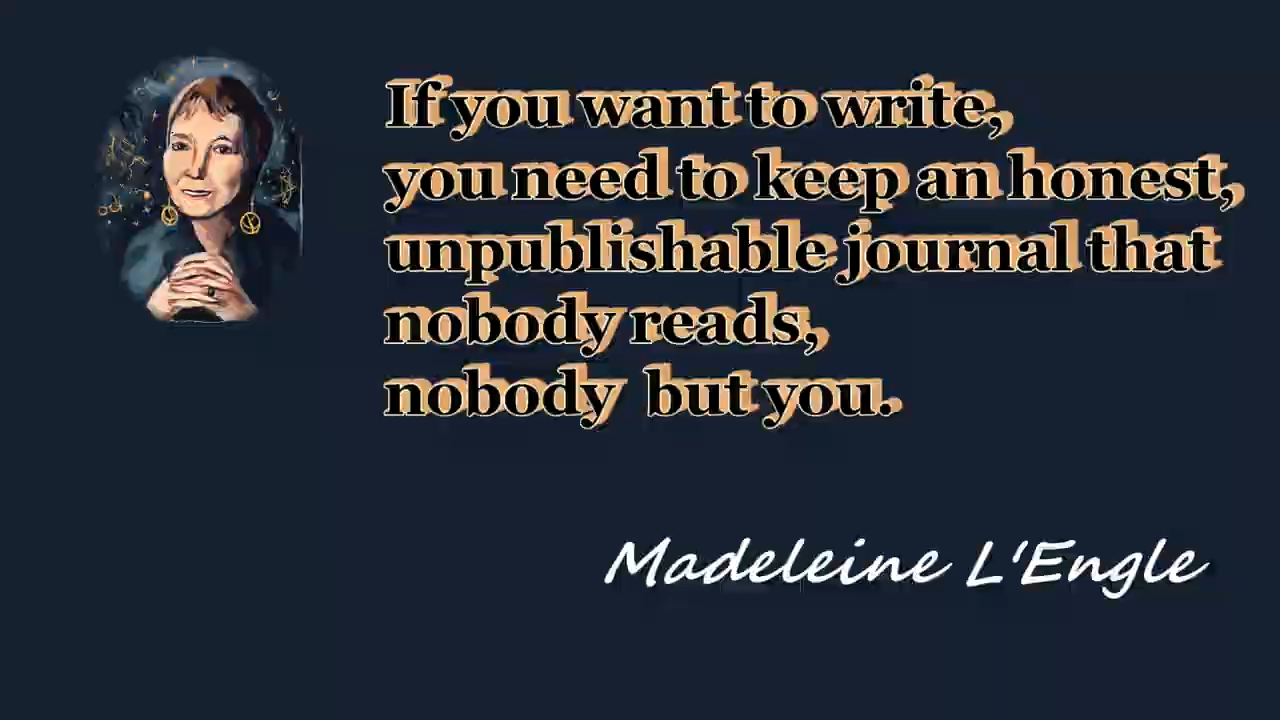 If you want to write,
you need to keep an honest,
unpublishable journal that
nobody reads,
nobody but you.
Madeleine L'Engle